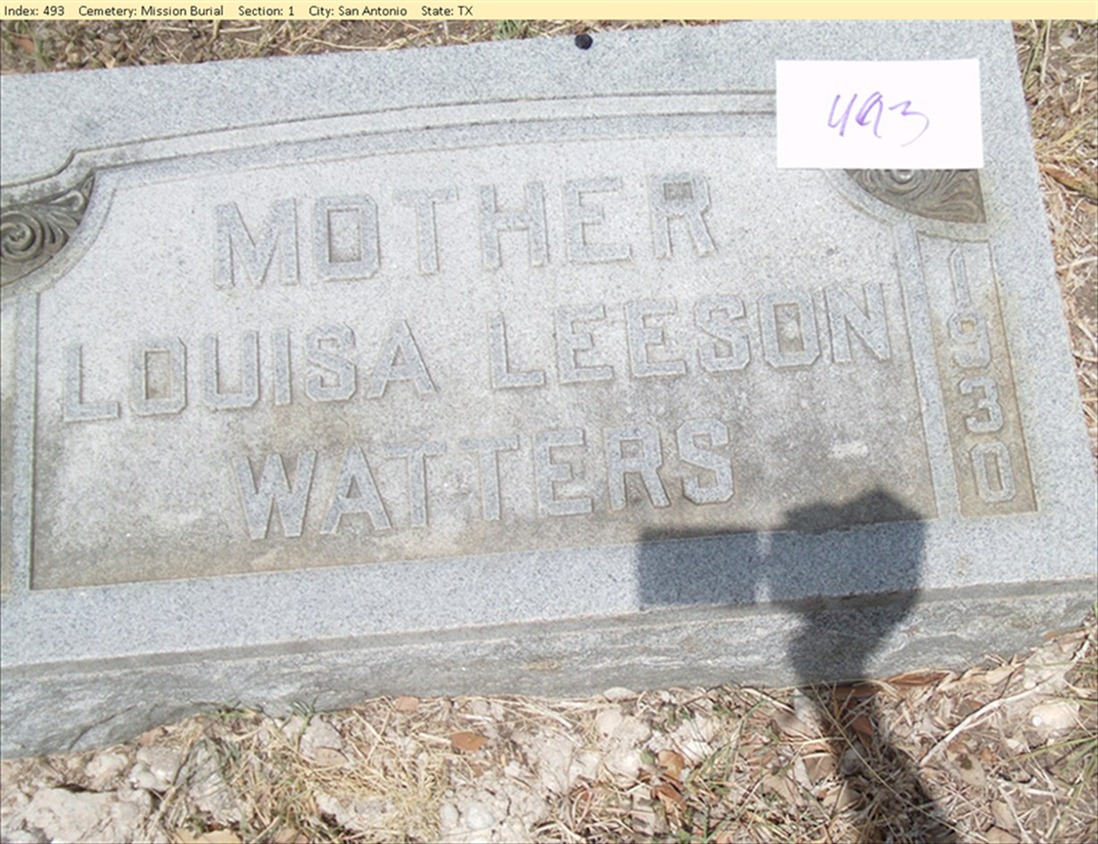 Index: 493 Cemetery: Mission Burial Section: 1 City: San Antonio State: TX
493
MOTHER
LOUISA LEESON
WATTERS
1930